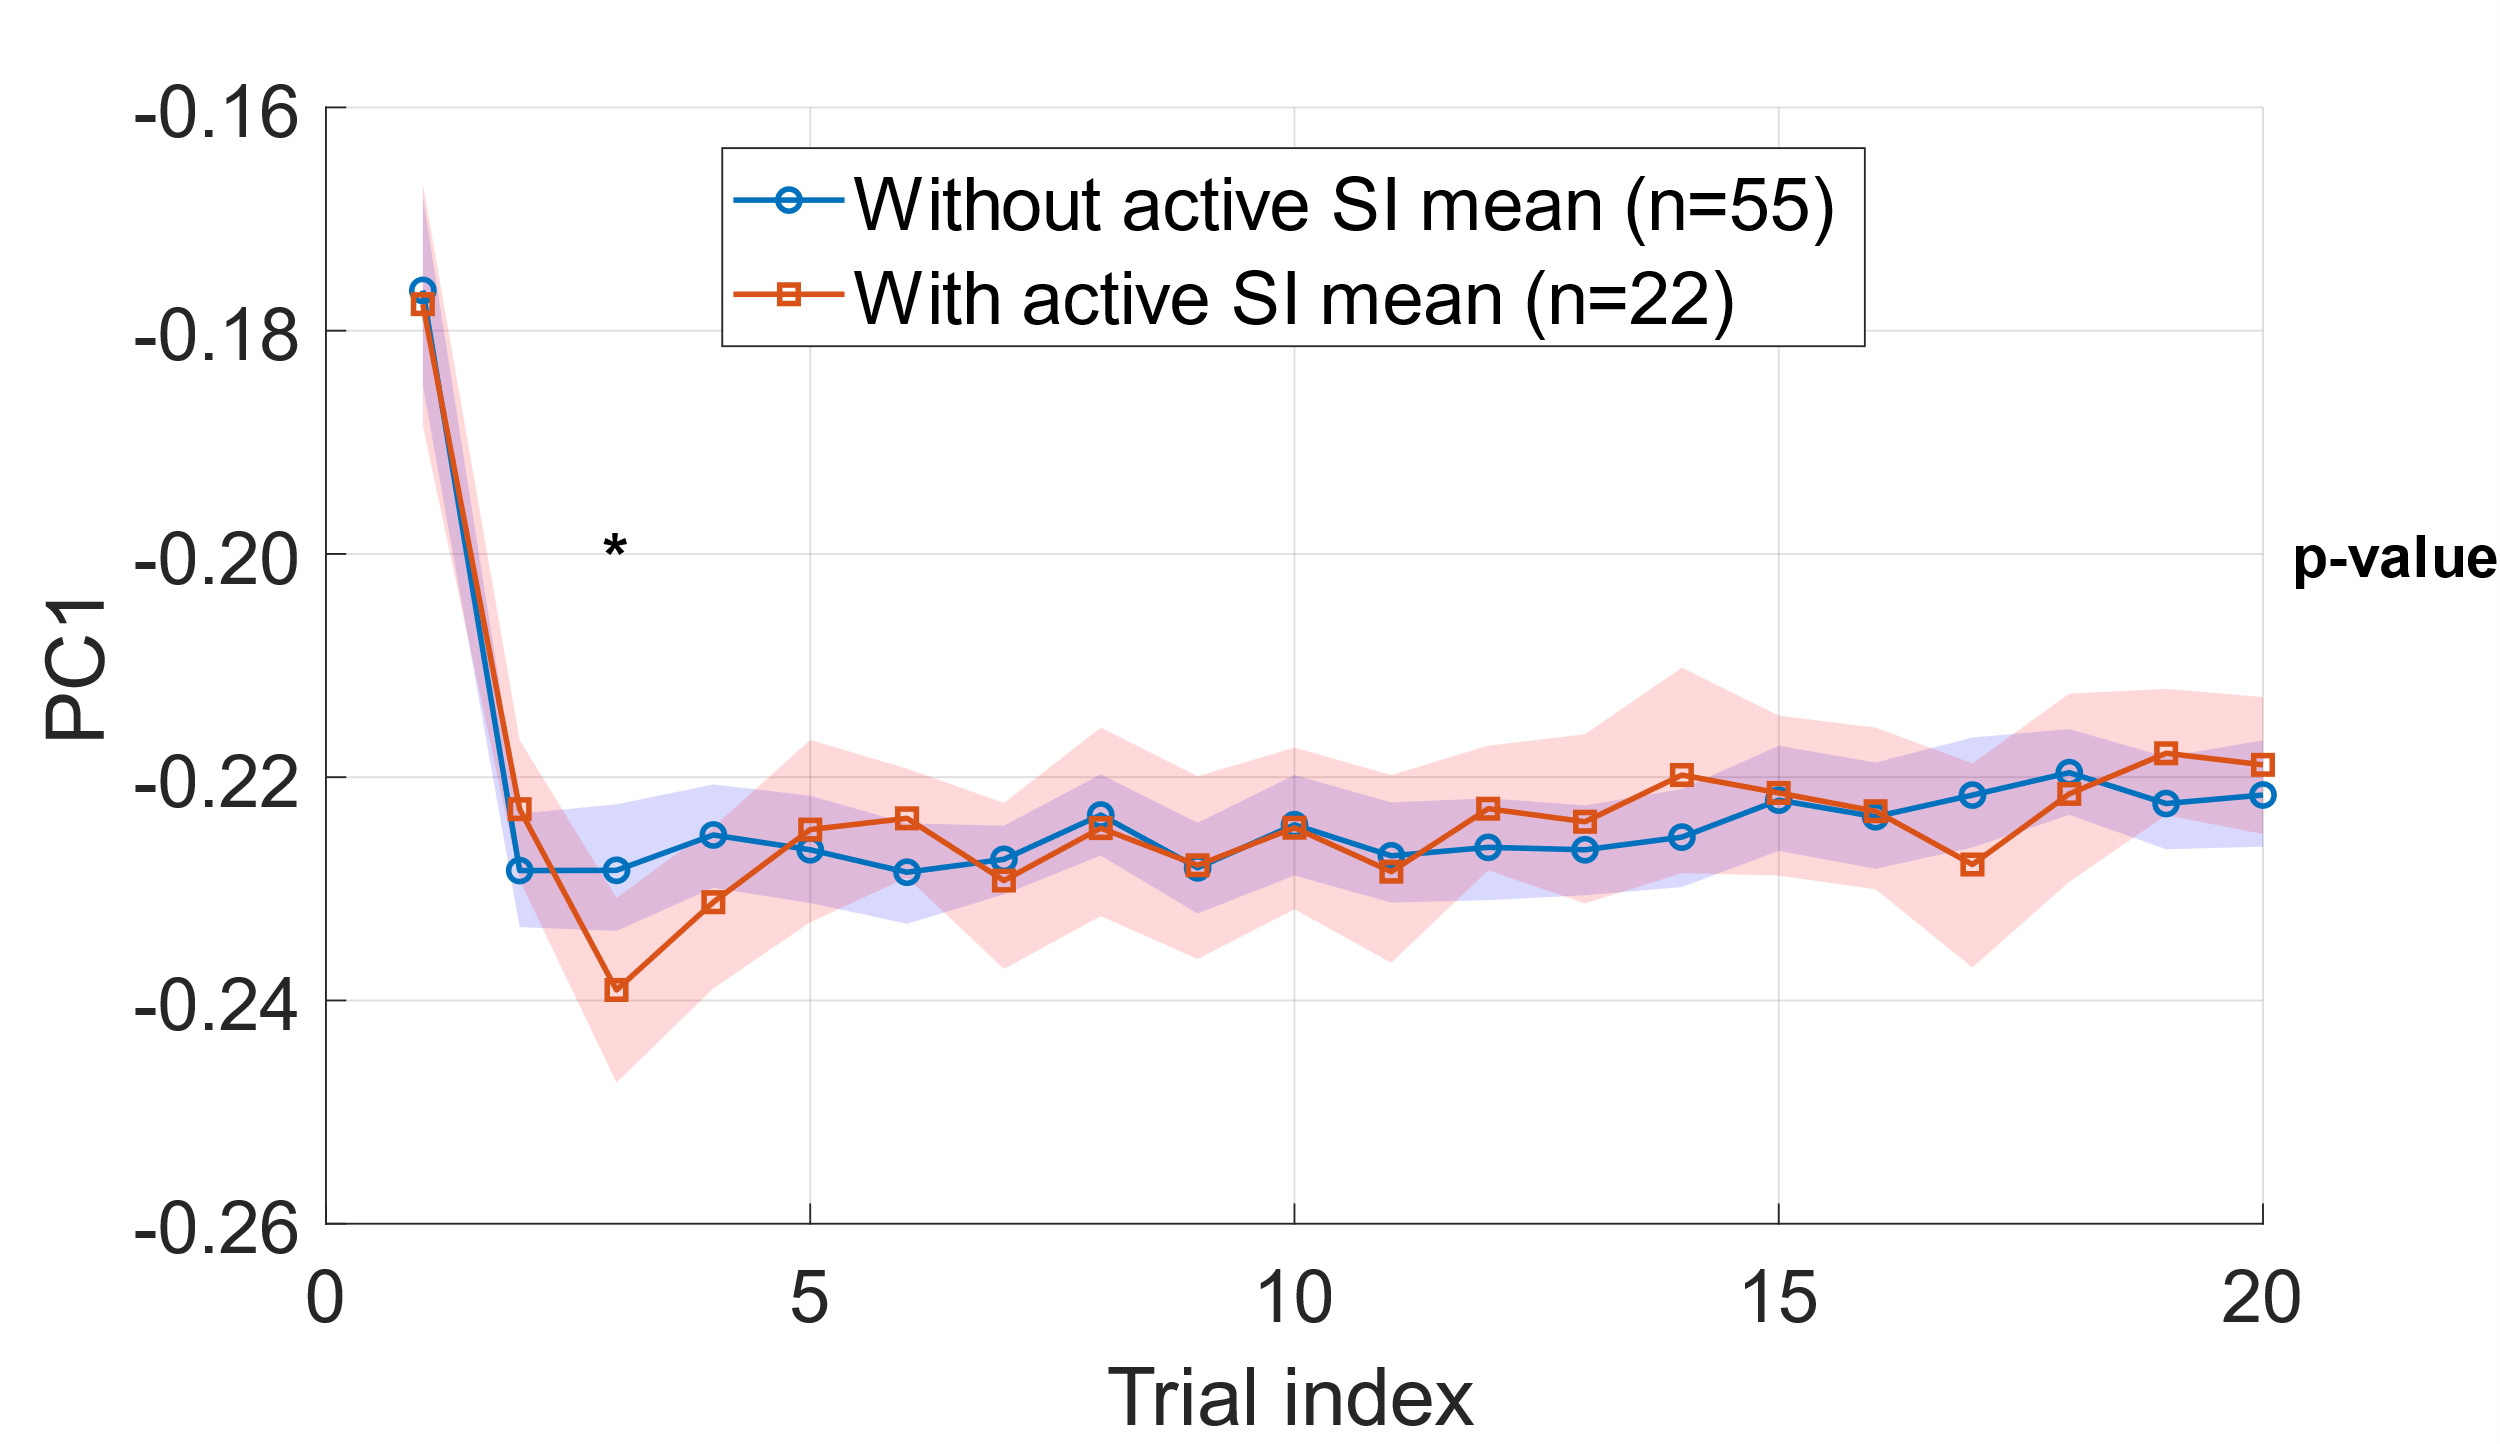 -0.16
-0.18
-0.20
-0.22
-0.24
-0.26
PC1
Without active SI mean (n=55)
With active SI mean (n=22)
*
p-value
0 5 10 15 20
Trial index